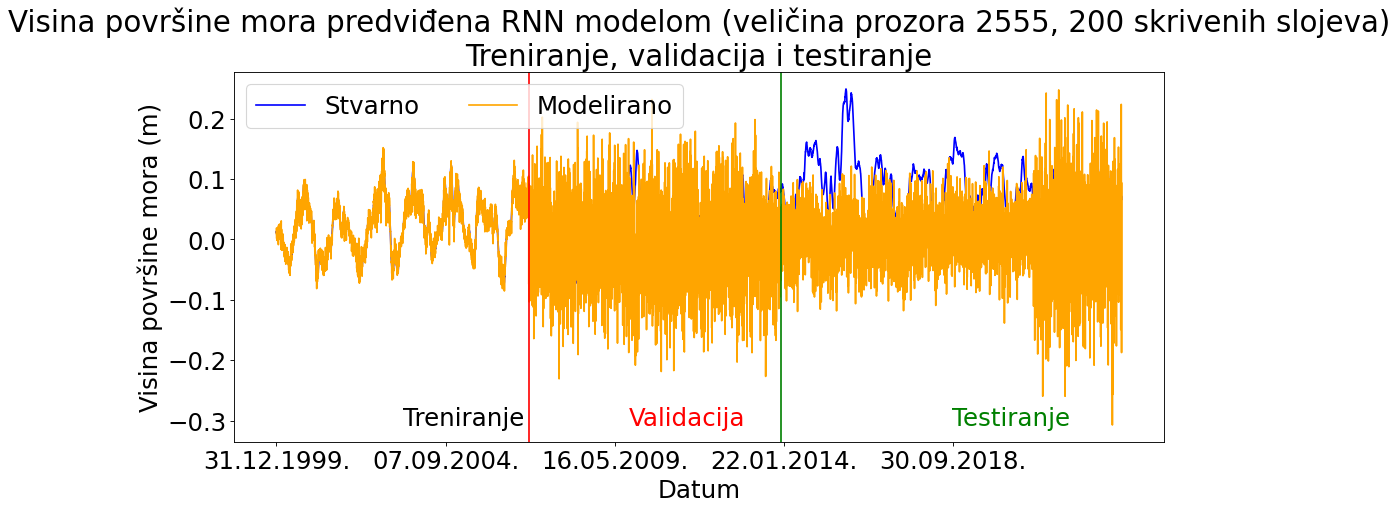 Visina površine mora predviđena RNN modelom (veličina prozora 2555, 200 skrivenih slojeva)
Treniranje, validacija i testiranje
Stvarno
Modelirano
Visina površine mora (m)
0.2
0.1
0.0
−0.1
−0.2
−0.3
Treniranje
Validacija
Testiranje
31.12.1999.
07.09.2004.
16.05.2009.
22.01.2014.
30.09.2018.
Datum